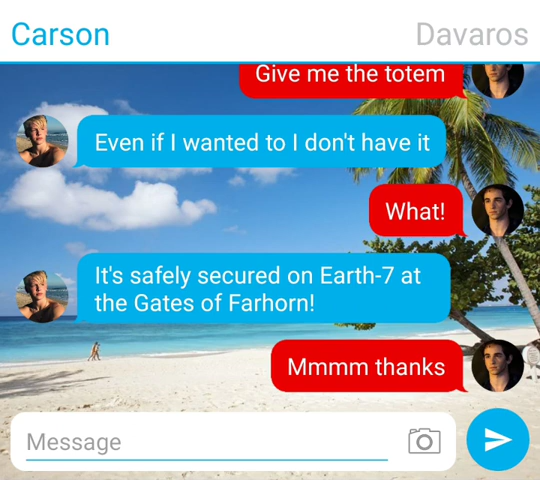 Carson
Davaros
Give me the totem
Even if I wanted to I don't have it
What!
It's safely secured on Earth-7 at
the Gates of Farhorn!
Mmmm thanks
Message